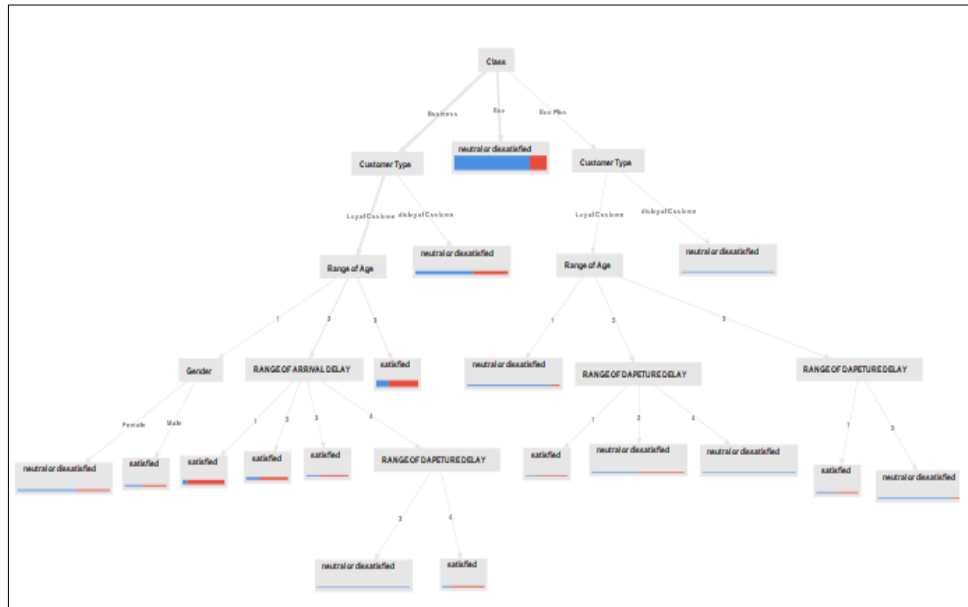 Class
Business
Eco
Eco Plus
Customer Type
neutral or dissatisfied
Customer Type
Loyal Custome
disloyal Custome
Loyal Custome
disloyal Custome
Range of Age
neutral or dissatisfied
Range of Age
neutral or dissatisfied
1
2
3
1
2
3
Gender
RANGE OF ARRIVAL DELAY
satisfied
neutral or dissatisfied
RANGE OF DAPETURE DELAY
RANGE OF DAPETURE DELAY
Female
Male
1
2
3
4
1
2
4
1
3
neutral or dissatisfied
satisfied
satisfied
satisfied
satisfied
RANGE OF DAPETURE DELAY
satisfied
neutral or dissatisfied
neutral or dissatisfied
satisfied
neutral or dissatisfied
3
4
neutral or dissatisfied
satisfied